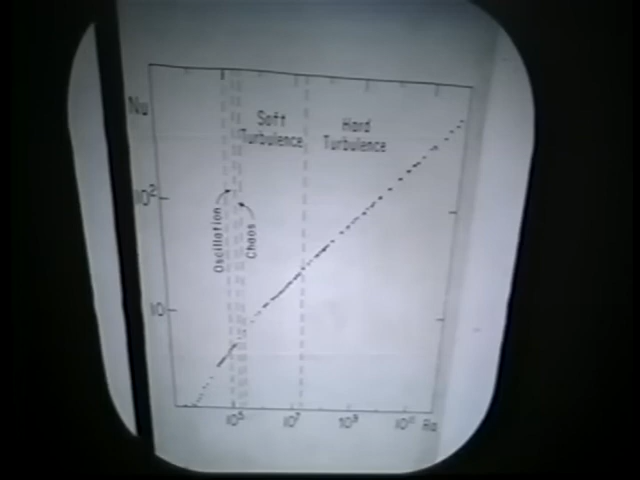 Nu
Soft
Turbulence
Hard
Turbulence
10²
Oscillation
Chaos
10
10⁵
10⁷
10⁹
10¹¹
Ra